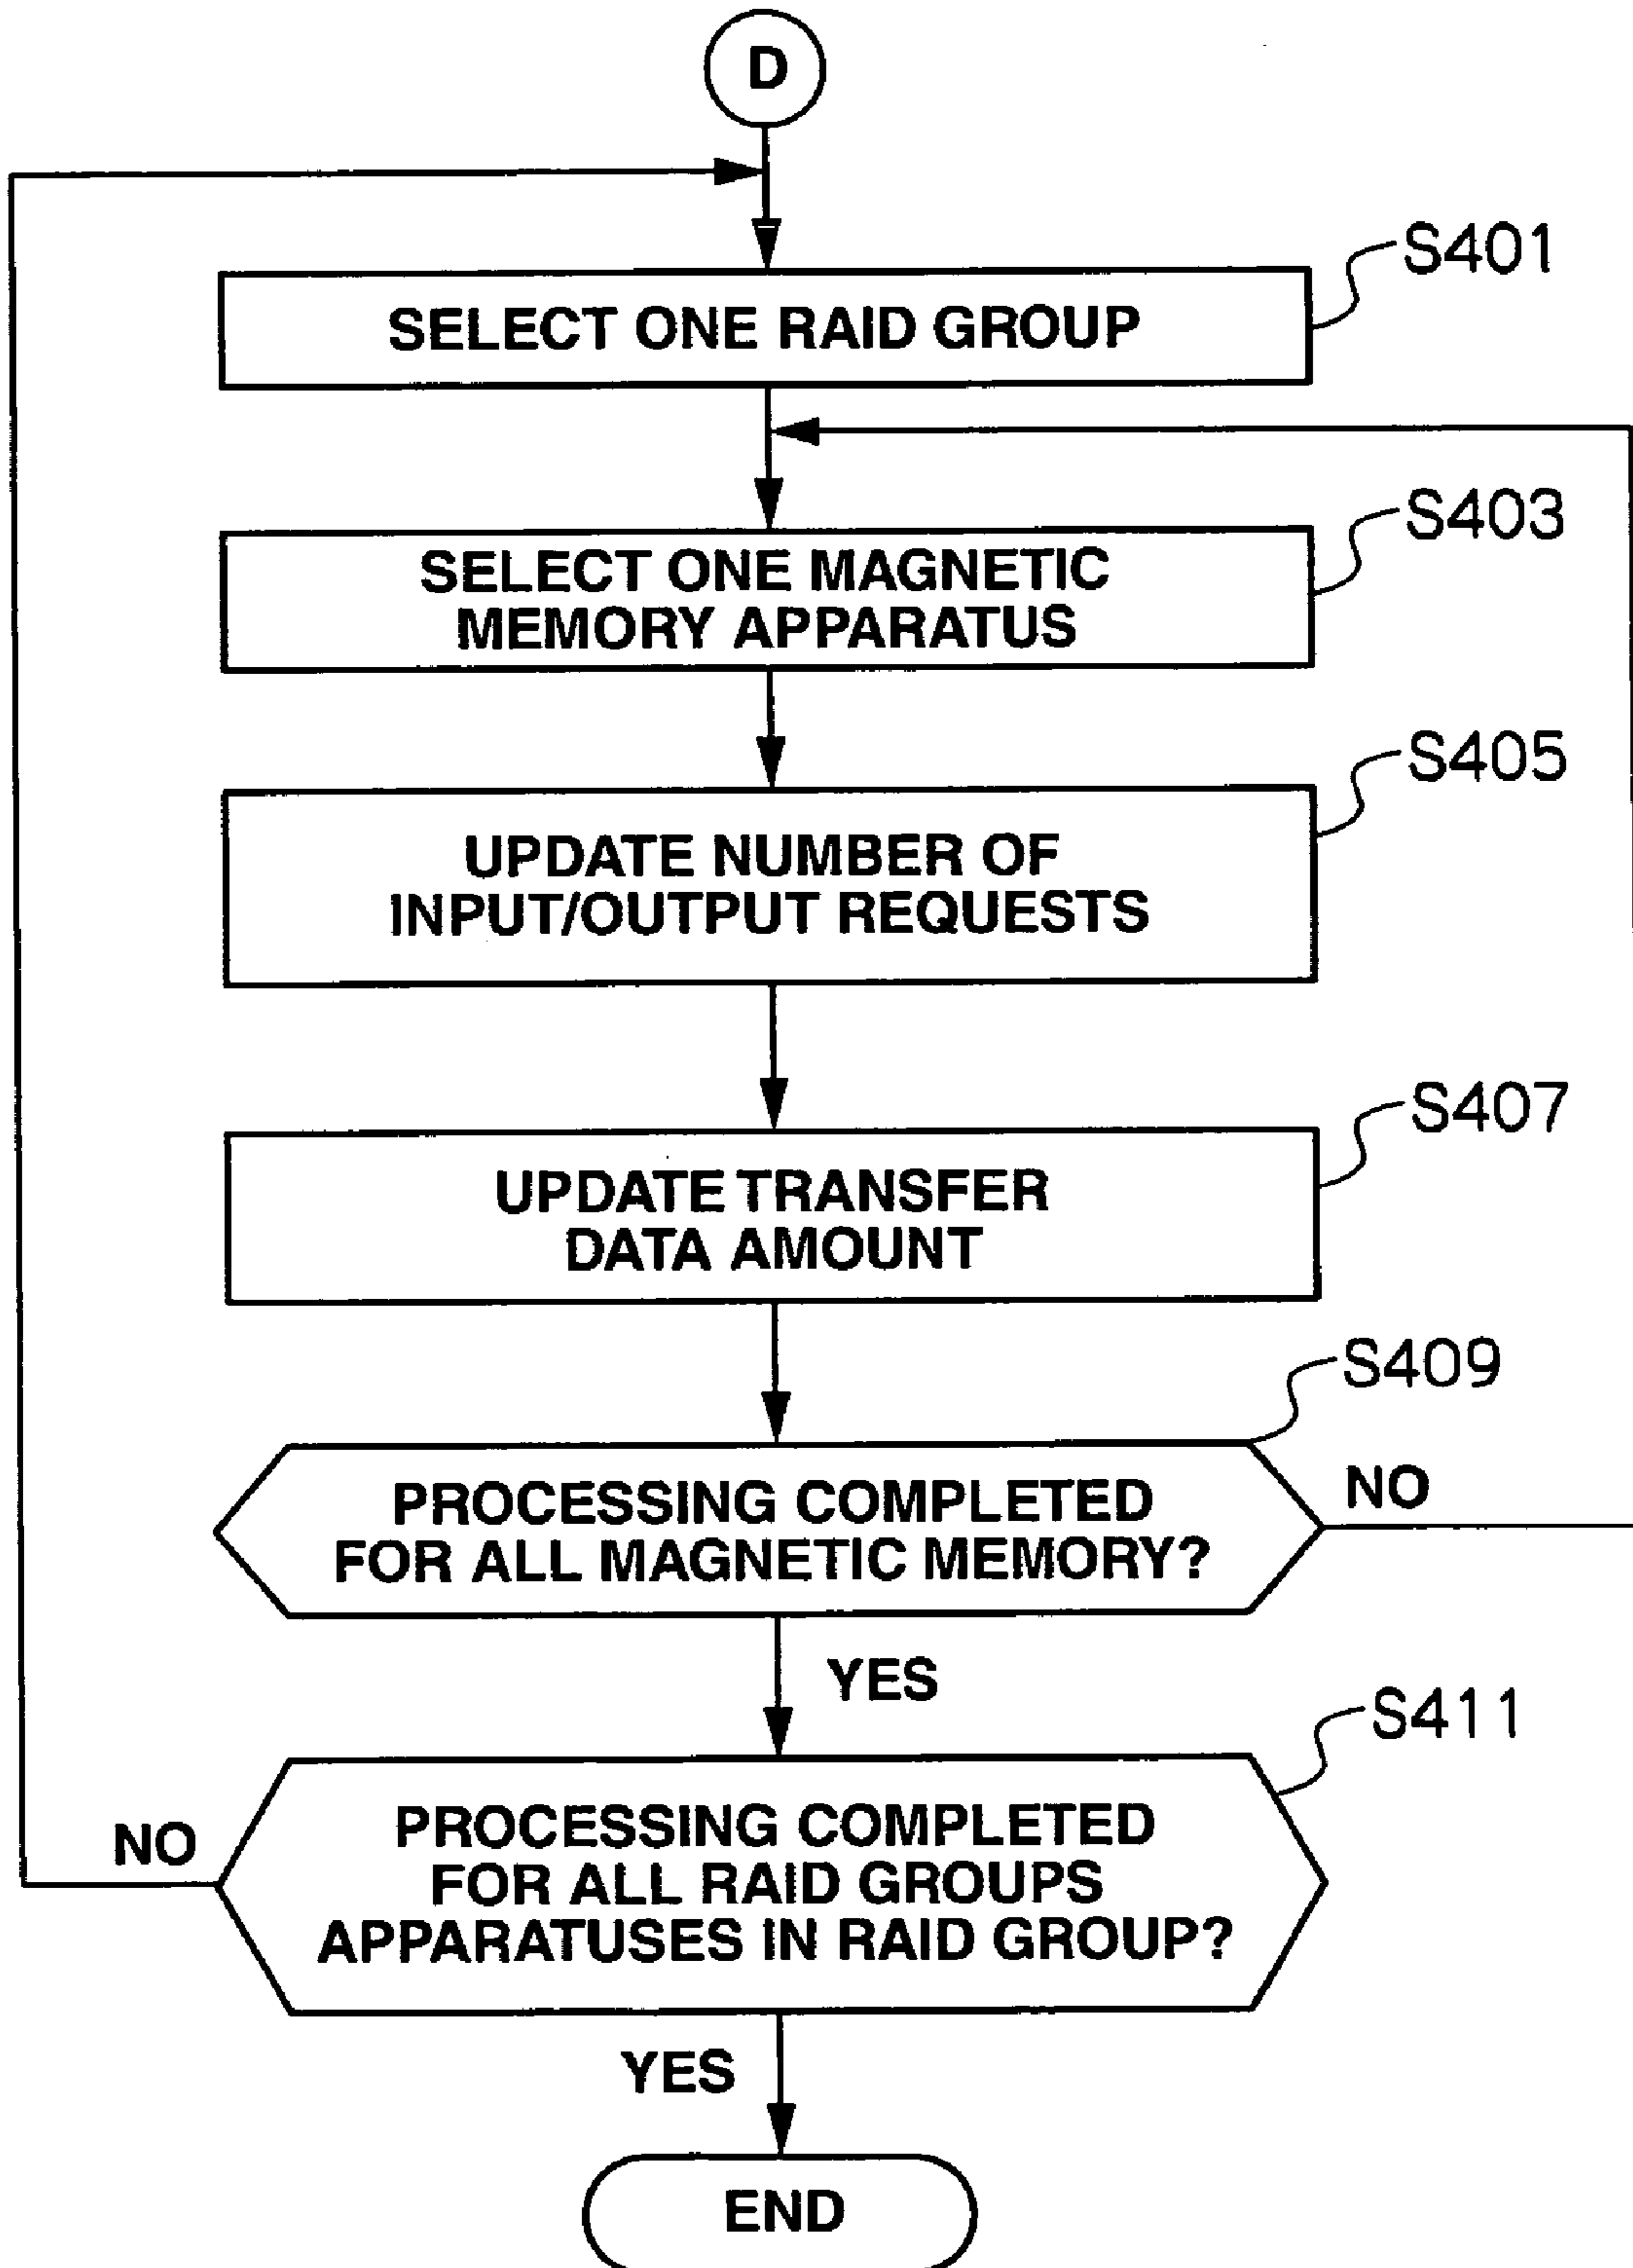 D
S401
SELECT ONE RAID GROUP
S403
SELECT ONE MAGNETIC
MEMORY APPARATUS
S405
UPDATE NUMBER OF
INPUT/OUTPUT REQUESTS
S407
UPDATE TRANSFER
DATA AMOUNT
S409
PROCESSING COMPLETED
FOR ALL MAGNETIC MEMORY?
NO
YES
S411
PROCESSING COMPLETED
FOR ALL RAID GROUPS
APPARATUSES IN RAID GROUP?
NO
YES
END